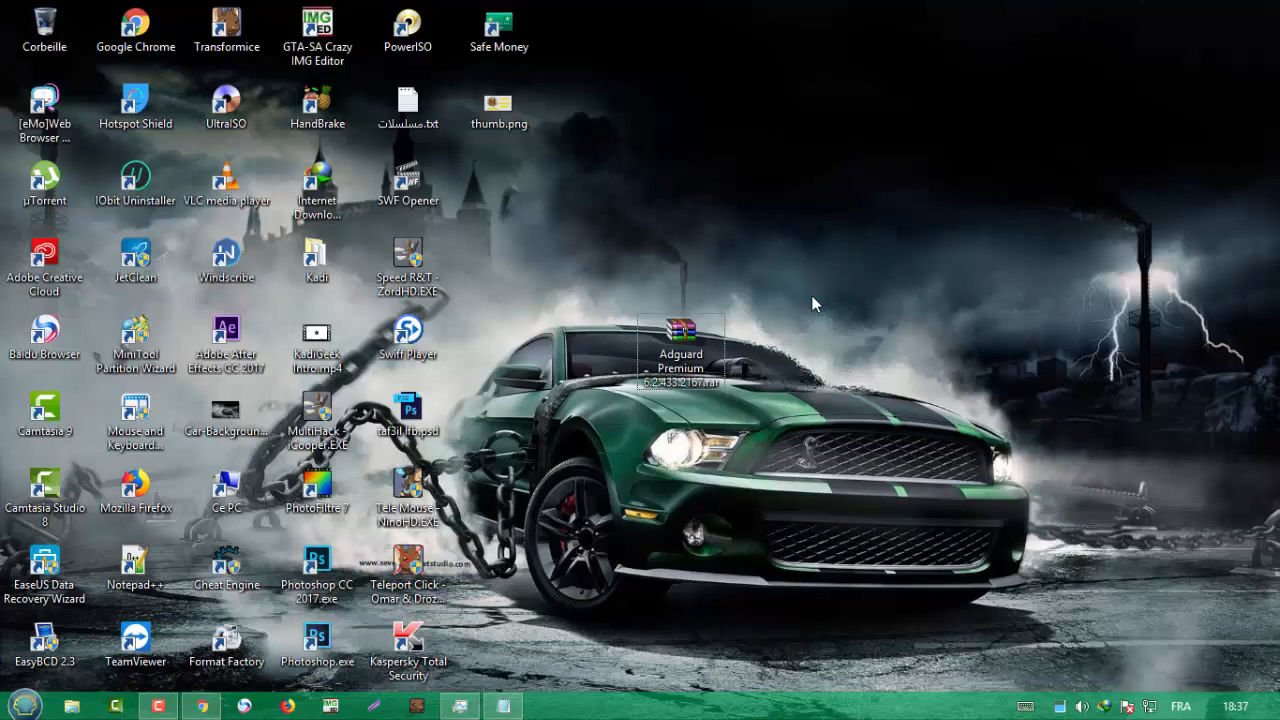 Corbeille
Google Chrome
Transformice
GTA-SA Crazy
IMG Editor
PowerISO
Safe Money
[eMo]Web
Browser ...
Hotspot Shield
UltraISO
HandBrake
مسلسلات.txt
thumb.png
µTorrent
IObit Uninstaller
VLC media player
Internet
Downlo...
SWF Opener
Adobe Creative
Cloud
JetClean
Windscribe
Kadi
Speed R&T -
ZordHD.EXE
Baidu Browser
MiniTool
Partition Wizard
Adobe After
Effects CC 2017
KadiGeek
Intro.mp4
Swiff Player
Adguard
Premium
6.2.433.2167.rar
Camtasia 9
Mouse and
Keyboard...
Car-Backgroun...
MultiHack -
iCooper.EXE
taf3il lfb.psd
Camtasia Studio
8
Mozilla Firefox
Ce PC
PhotoFiltre 7
Tele Mouse -
NinoHD.EXE
EaseUS Data
Recovery Wizard
Notepad++
Cheat Engine
Photoshop CC
2017.exe
Teleport Click -
Omar & Droz...
EasyBCD 2.3
TeamViewer
Format Factory
Photoshop.exe
Kaspersky Total
Security
FRA
18:37